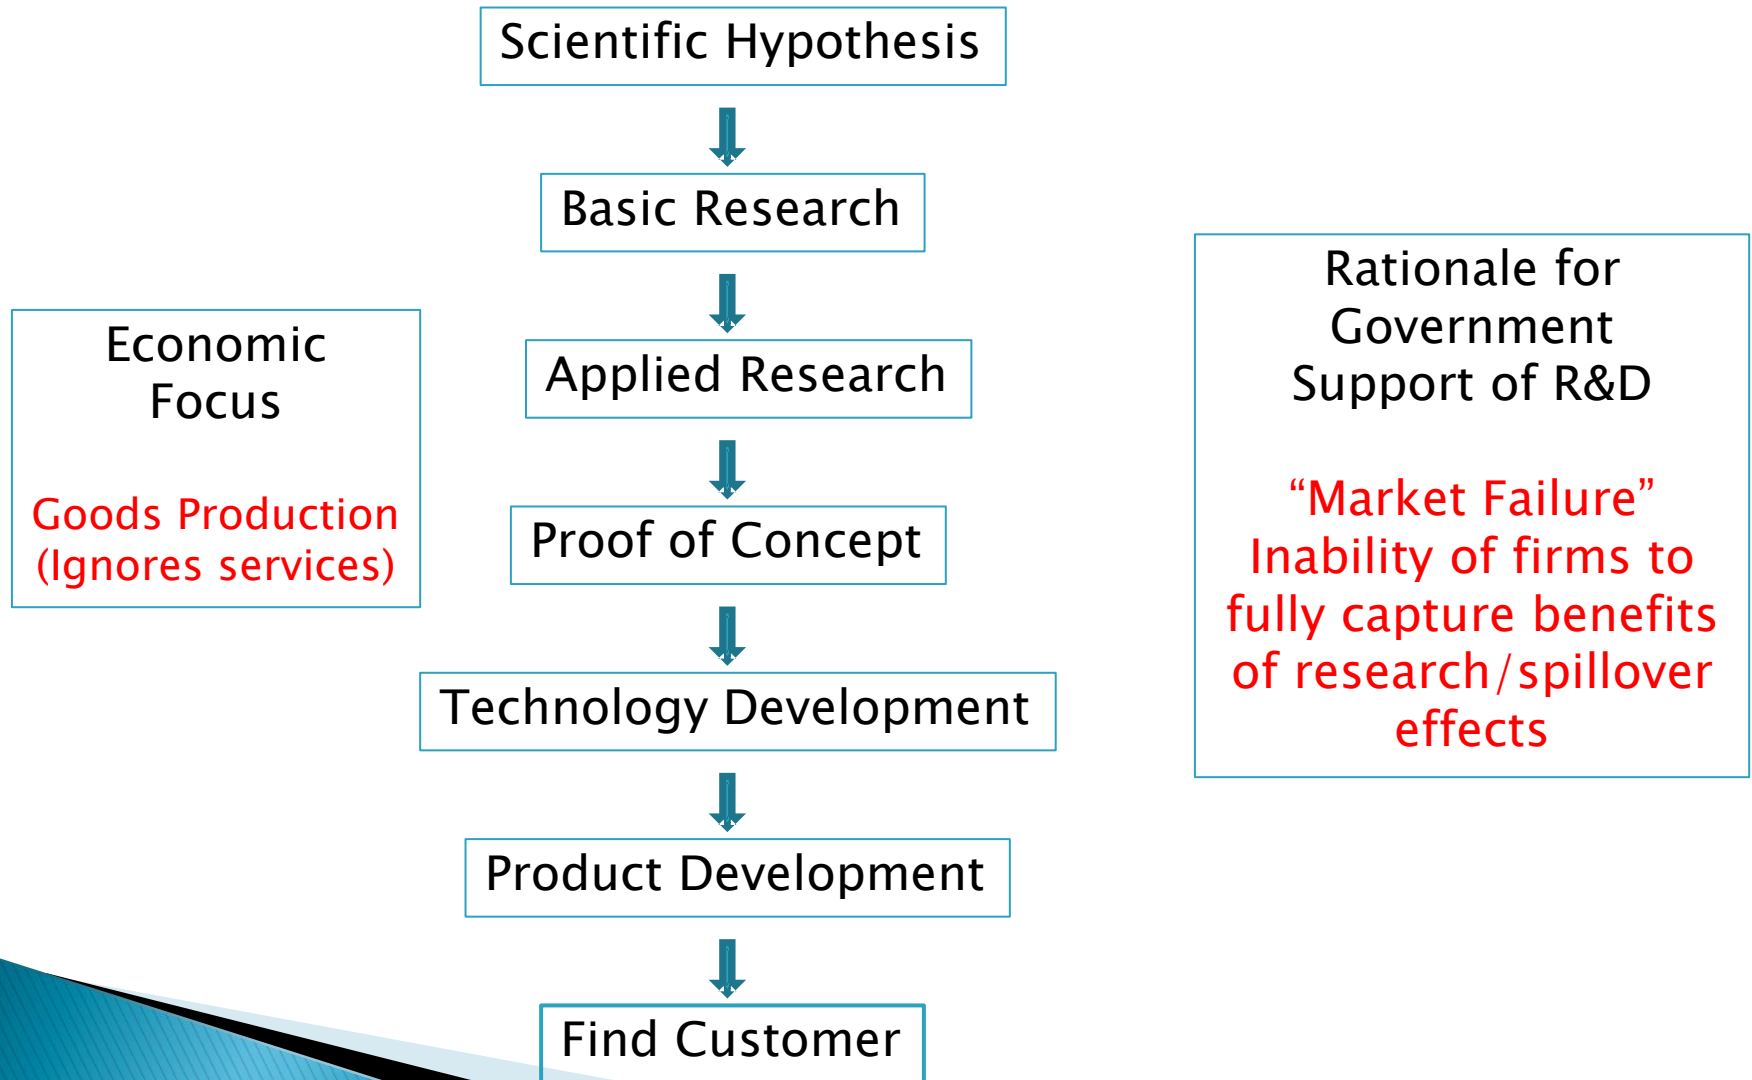 Scientific Hypothesis
Basic Research
Applied Research
Proof of Concept
Technology Development
Product Development
Find Customer
Economic
Focus
Goods Production
(Ignores services)
Rationale for
Government
Support of R&D
“Market Failure”
Inability of firms to
fully capture benefits
of research/spillover
effects